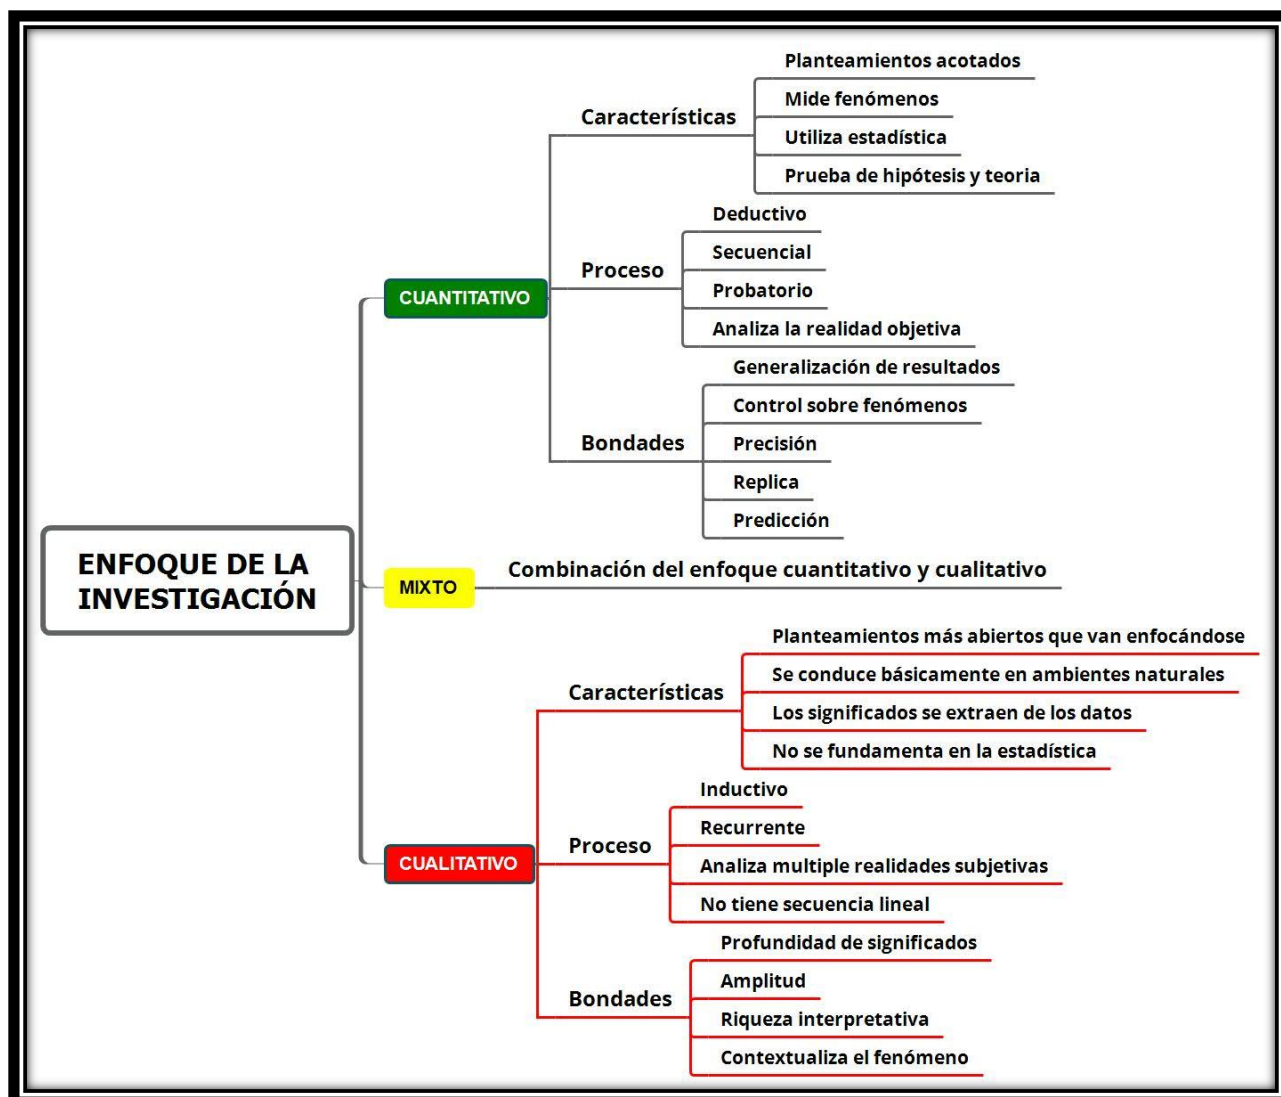 ENFOQUE DE LA
INVESTIGACIÓN
CUANTITATIVO
Características
Planteamientos acotados
Mide fenómenos
Utiliza estadística
Prueba de hipótesis y teoria
Proceso
Deductivo
Secuencial
Probatorio
Analiza la realidad objetiva
Bondades
Generalización de resultados
Control sobre fenómenos
Precisión
Replica
Predicción
MIXTO
Combinación del enfoque cuantitativo y cualitativo
CUALITATIVO
Características
Planteamientos más abiertos que van enfocándose
Se conduce básicamente en ambientes naturales
Los significados se extraen de los datos
No se fundamenta en la estadística
Proceso
Inductivo
Recurrente
Analiza multiple realidades subjetivas
No tiene secuencia lineal
Bondades
Profundidad de significados
Amplitud
Riqueza interpretativa
Contextualiza el fenómeno